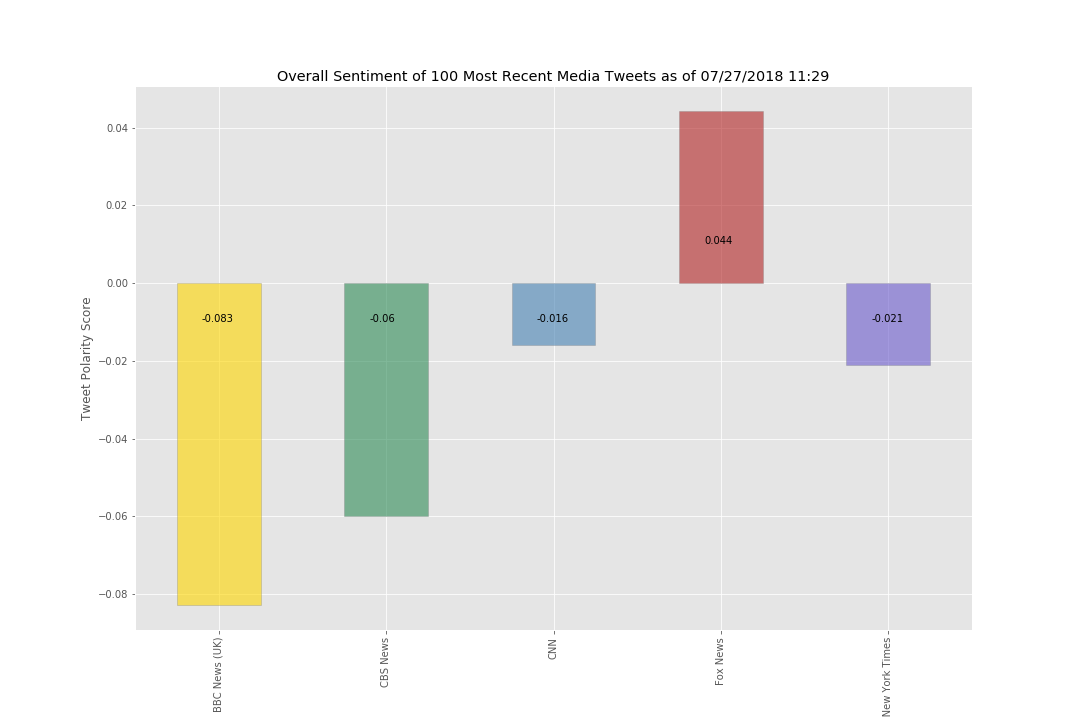 Overall Sentiment of 100 Most Recent Media Tweets as of 07/27/2018 11:29
Tweet Polarity Score
0.04
0.02
0.00
−0.02
−0.04
−0.06
−0.08
-0.083
-0.06
-0.016
0.044
-0.021
BBC News (UK)
CBS News
CNN
Fox News
New York Times